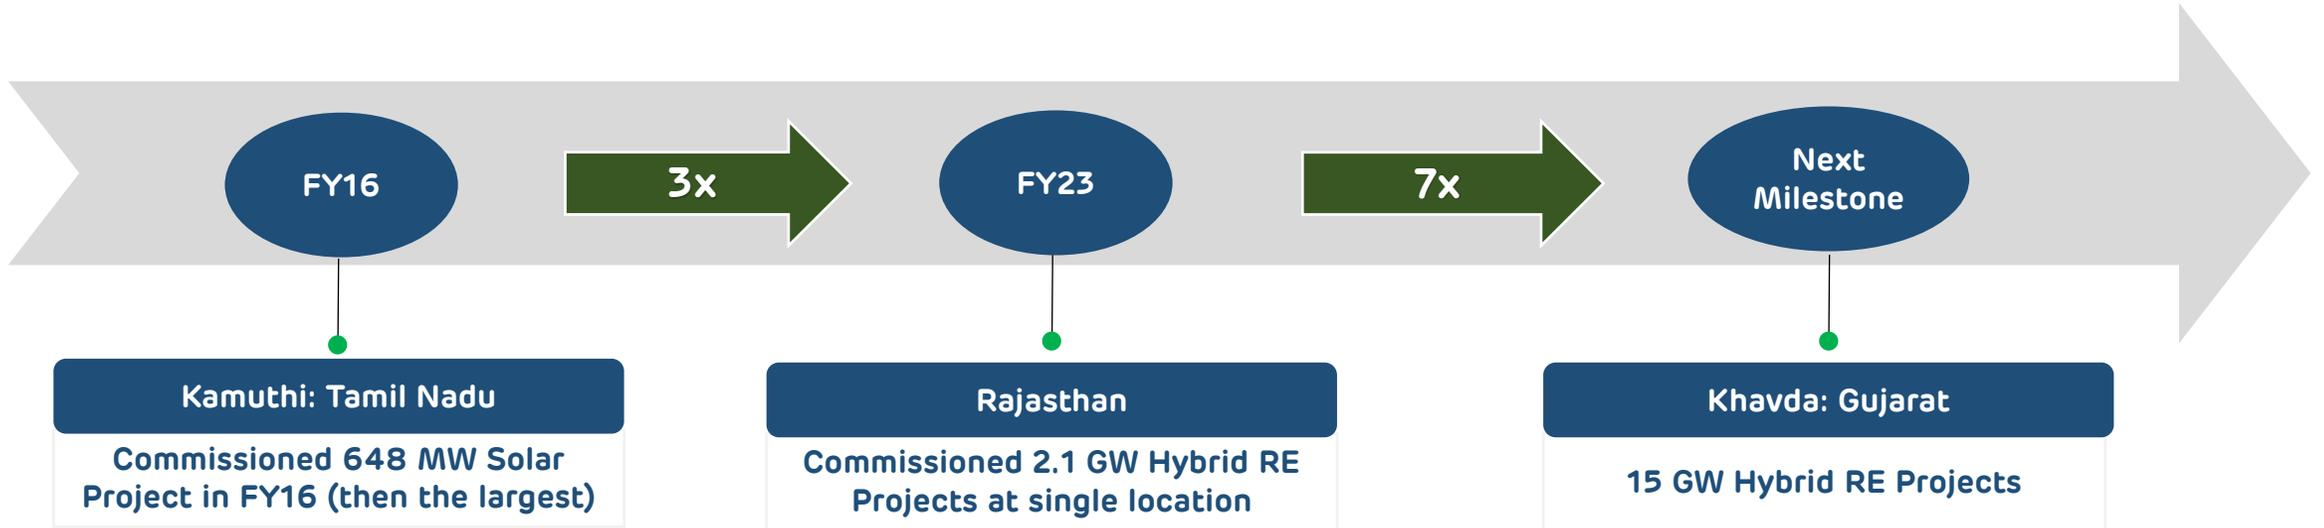 FY16
3x
FY23
7x
Next
Milestone
Kamuthi: Tamil Nadu
Commissioned 648 MW Solar
Project in FY16 (then the largest)
Rajasthan
Commissioned 2.1 GW Hybrid RE
Projects at single location
Khavda: Gujarat
15 GW Hybrid RE Projects